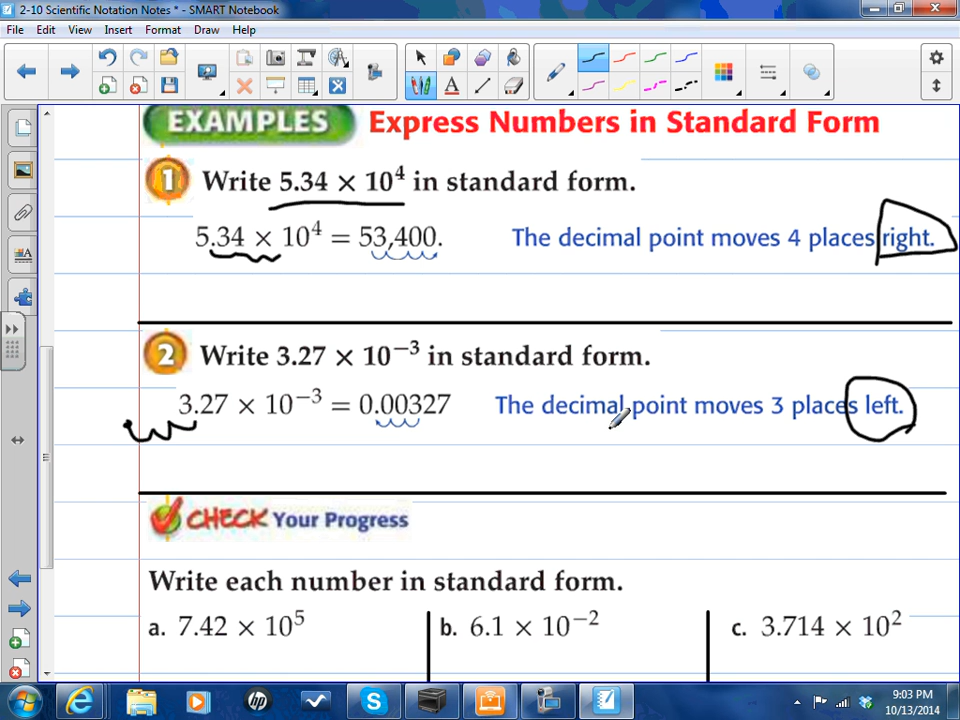 2-10 Scientific Notation Notes * - SMART Notebook
File Edit View Insert Format Draw Help
EXAMPLES Express Numbers in Standard Form
1 Write 5.34 × 10⁴ in standard form.
5.34 × 10⁴ = 53,400. The decimal point moves 4 places right.
2 Write 3.27 × 10⁻³ in standard form.
3.27 × 10⁻³ = 0.00327 The decimal point moves 3 places left.
CHECK Your Progress
Write each number in standard form.
a. 7.42 × 10⁵ b. 6.1 × 10⁻² c. 3.714 × 10²
9:03 PM
10/13/2014